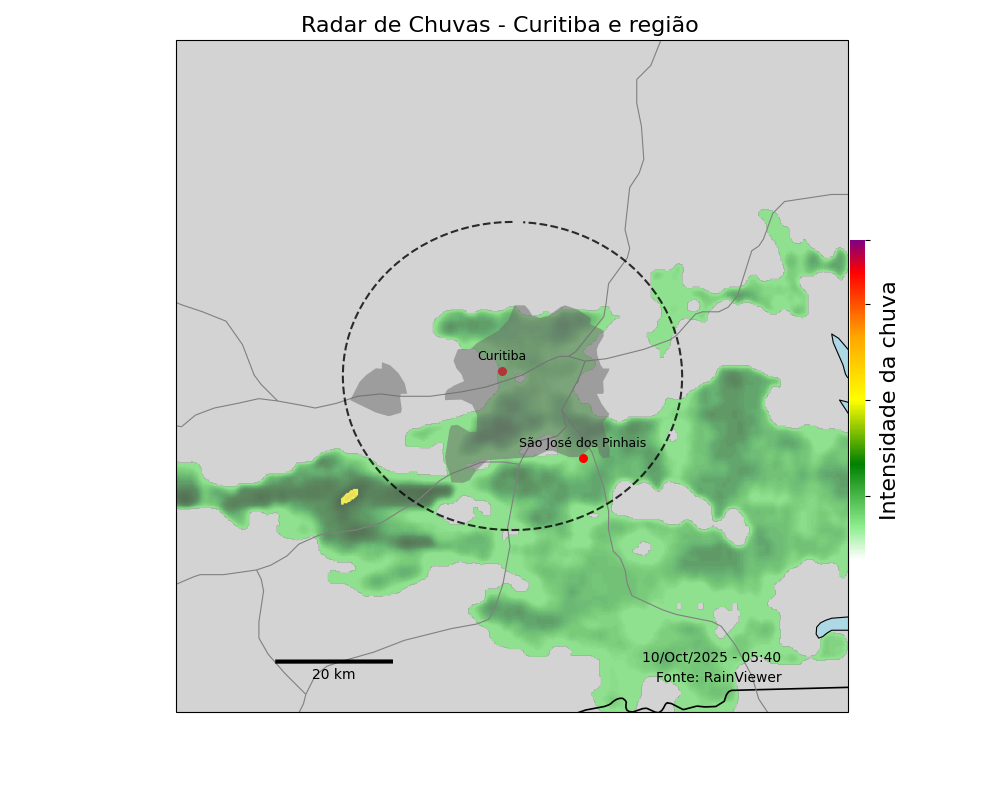 Radar de Chuvas - Curitiba e região
Curitiba
São José dos Pinhais
Intensidade da chuva
10/Oct/2025 - 05:40
Fonte: RainViewer
20 km